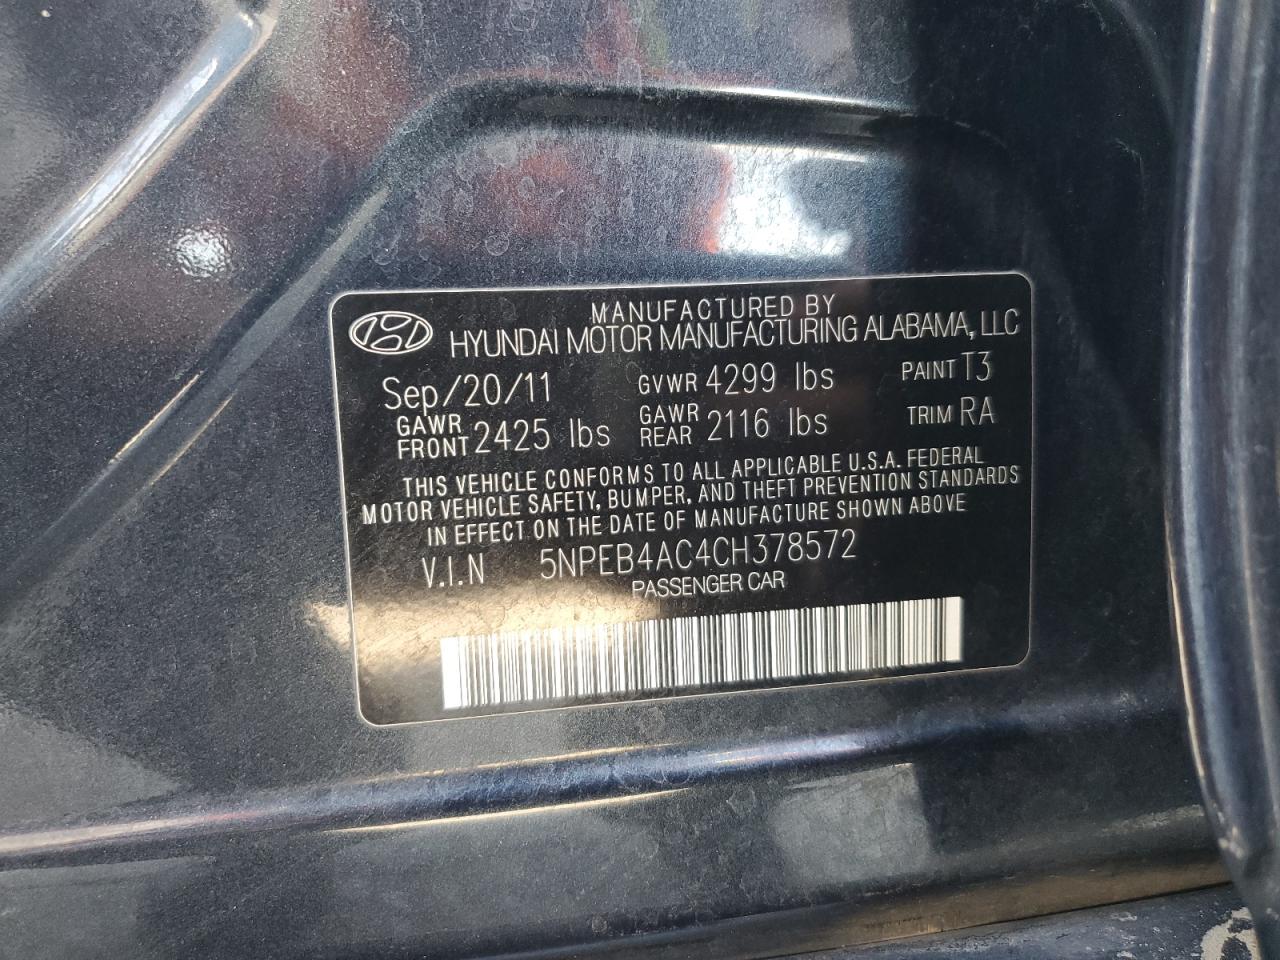 MANUFACTURED BY
HYUNDAI MOTOR MANUFACTURING ALABAMA, LLC
Sep/20/11 GVWR 4299 lbs PAINT T3
GAWR FRONT 2425 lbs GAWR REAR 2116 lbs TRIM RA
THIS VEHICLE CONFORMS TO ALL APPLICABLE U.S.A. FEDERAL
MOTOR VEHICLE SAFETY, BUMPER, AND THEFT PREVENTION STANDARDS
IN EFFECT ON THE DATE OF MANUFACTURE SHOWN ABOVE
V.I.N 5NPEB4AC4CH378572
PASSENGER CAR